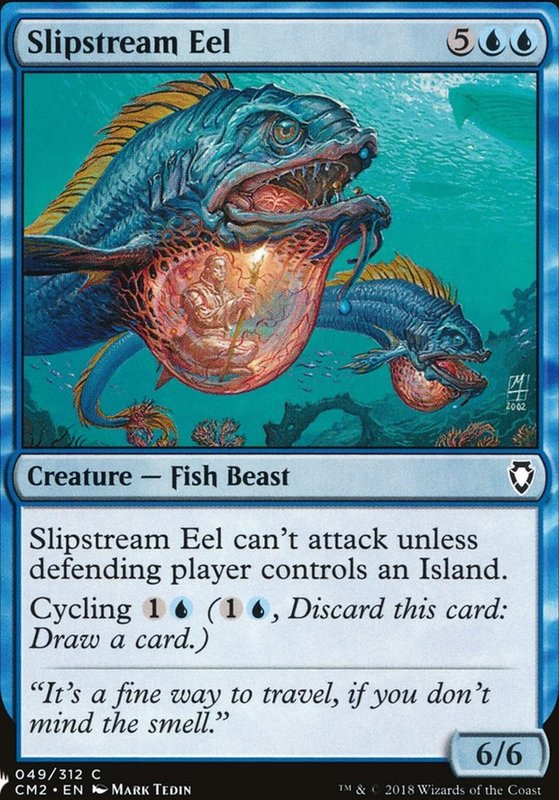 Slipstream Eel 5
M
2002
Creature — Fish Beast
Slipstream Eel can't attack unless
defending player controls an Island.
Cycling 1 (1, Discard this card:
Draw a card.)
"It's a fine way to travel, if you don't
mind the smell."
6/6
049/312 C
CM2 • EN Mark Tedin
™ & © 2018 Wizards of the Coast